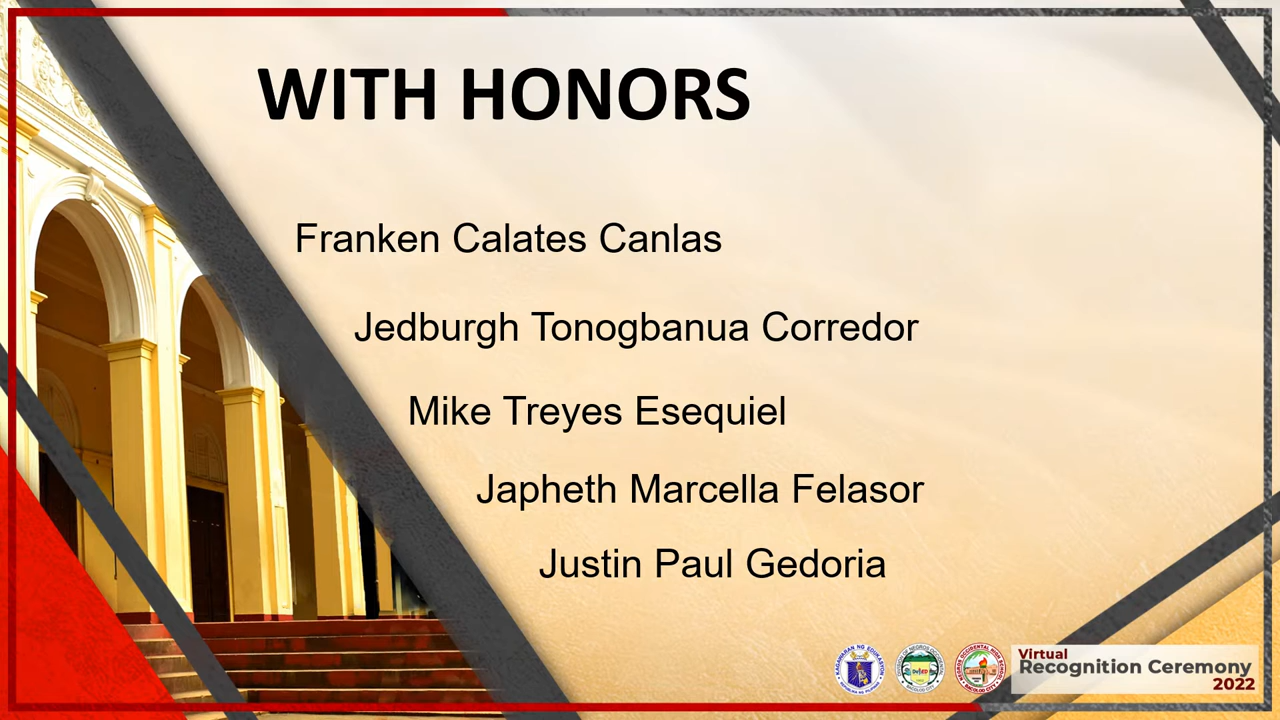 WITH HONORS
Franken Calates Canlas
Jedburgh Tonogbanua Corredor
Mike Treyes Esequiel
Japheth Marcella Felasor
Justin Paul Gedoria
Virtual
Recognition Ceremony
2022